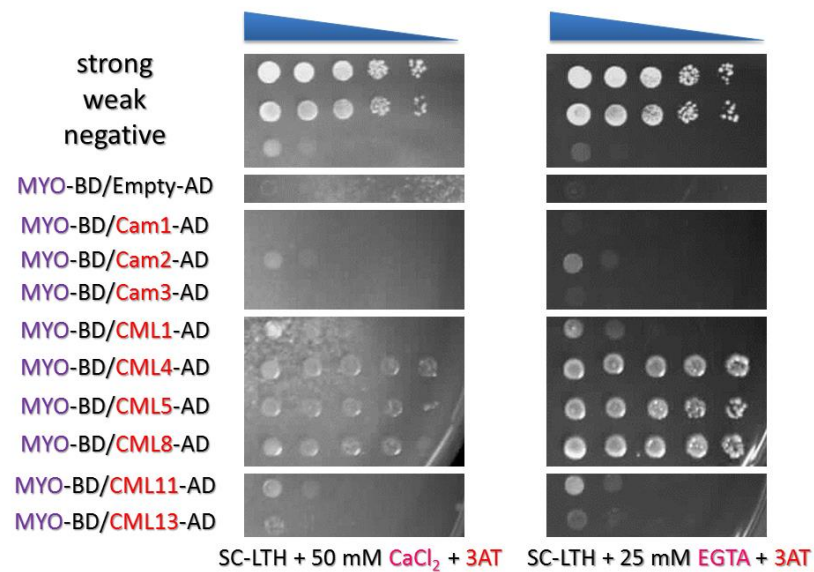 strong
weak
negative
MYO-BD/Empty-AD
MYO-BD/Cam1-AD
MYO-BD/Cam2-AD
MYO-BD/Cam3-AD
MYO-BD/CML1-AD
MYO-BD/CML4-AD
MYO-BD/CML5-AD
MYO-BD/CML8-AD
MYO-BD/CML11-AD
MYO-BD/CML13-AD
SC-LTH + 50 mM CaCl₂ + 3AT
SC-LTH + 25 mM EGTA + 3AT